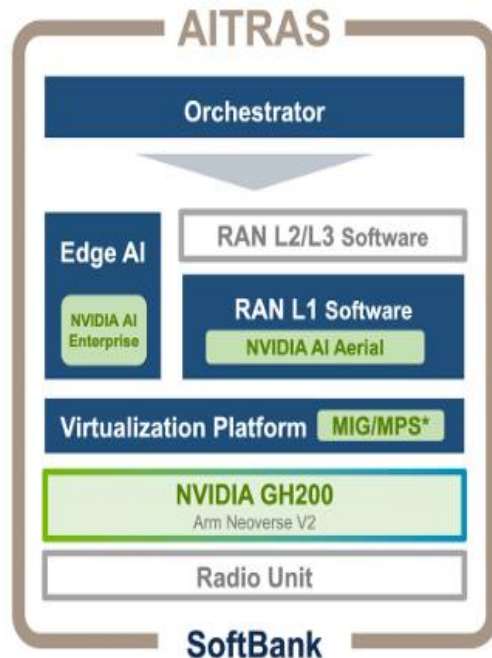 AITRAS
Orchestrator
Edge AI
NVIDIA AI
Enterprise
RAN L2/L3 Software
RAN L1 Software
NVIDIA AI Aerial
Virtualization Platform
MIG/MPS*
NVIDIA GH200
Arm Neoverse V2
Radio Unit
SoftBank